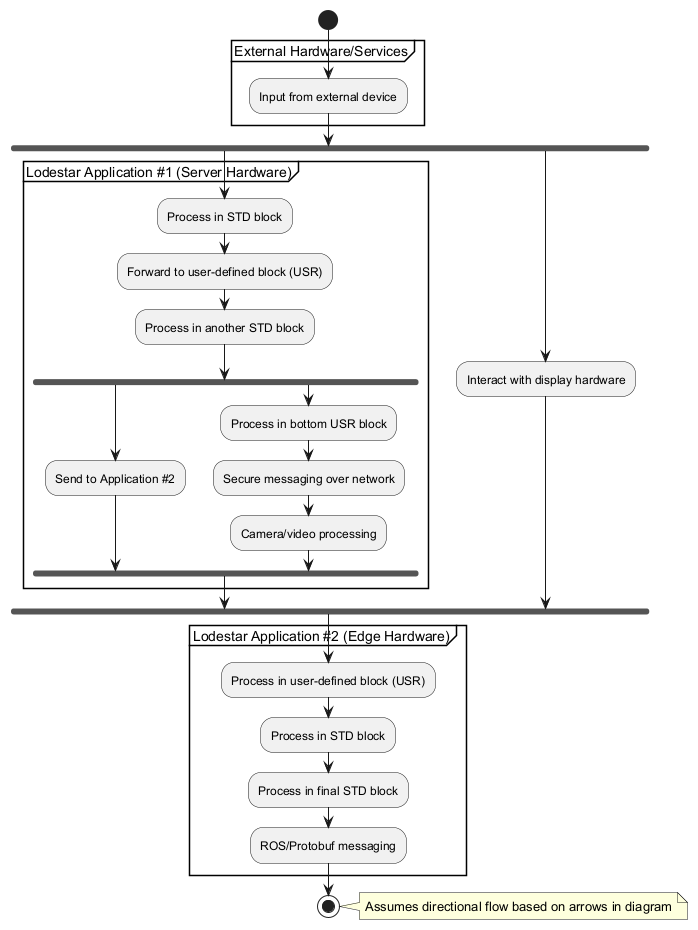 External Hardware/Services
Input from external device
Lodestar Application #1 (Server Hardware)
Process in STD block
Forward to user-defined block (USR)
Process in another STD block
Interact with display hardware
Process in bottom USR block
Send to Application #2
Secure messaging over network
Camera/video processing
Lodestar Application #2 (Edge Hardware)
Process in user-defined block (USR)
Process in STD block
Process in final STD block
ROS/Protobuf messaging
Assumes directional flow based on arrows in diagram